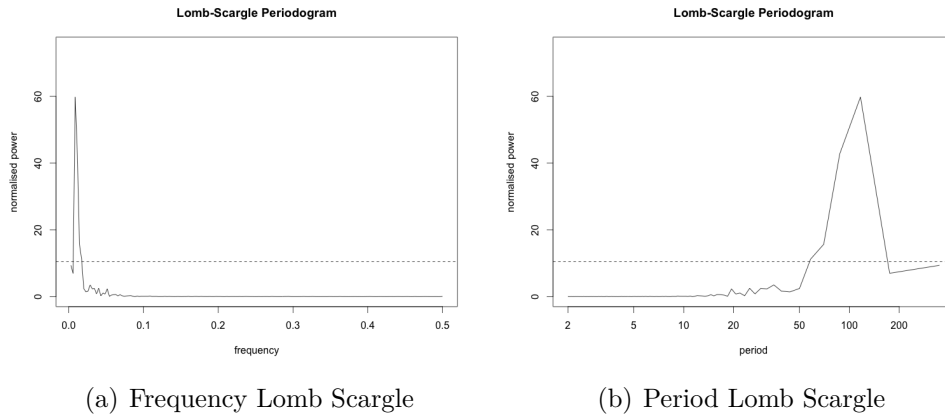 Lomb-Scargle Periodogram
normalised power
60
40
20
0
0.0 0.1 0.2 0.3 0.4 0.5
frequency
(a) Frequency Lomb Scargle
Lomb-Scargle Periodogram
normalised power
60
40
20
0
2 5 10 20 50 100 200
period
(b) Period Lomb Scargle